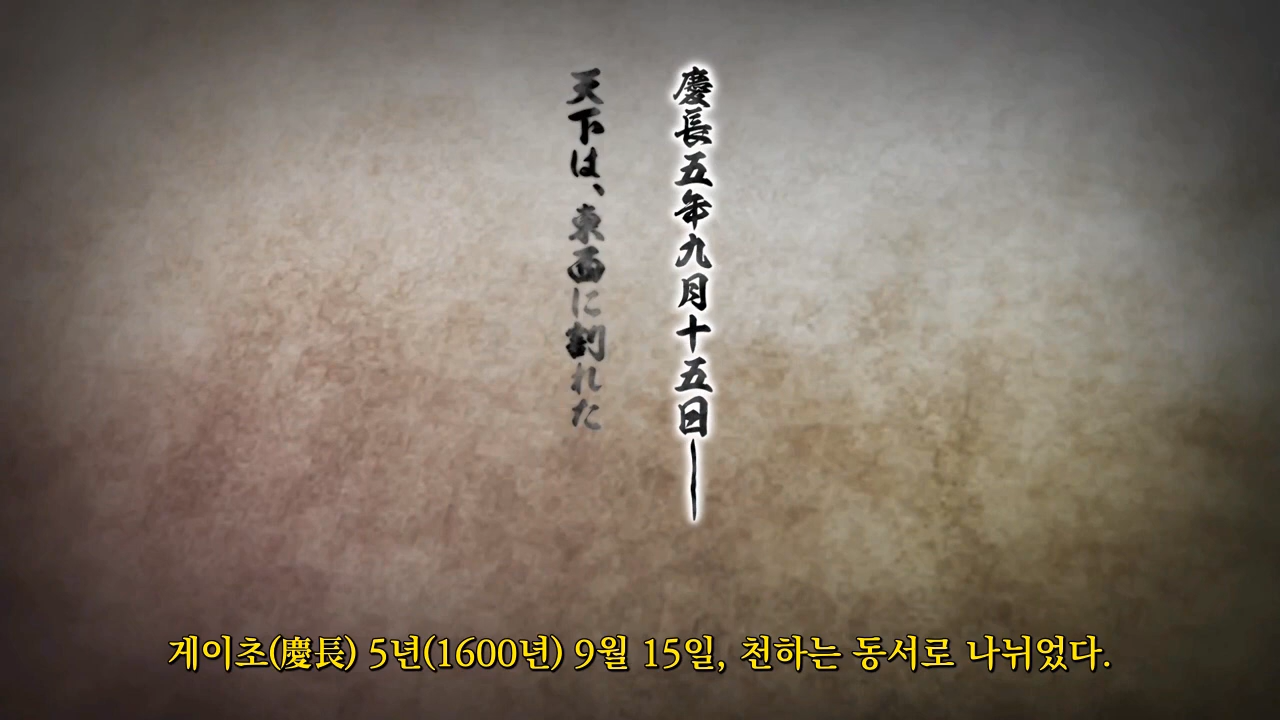 慶長五年九月十五日―
天下は、東西に割れた
게이초(慶長) 5년(1600년) 9월 15일, 천하는 동서로 나뉘었다.